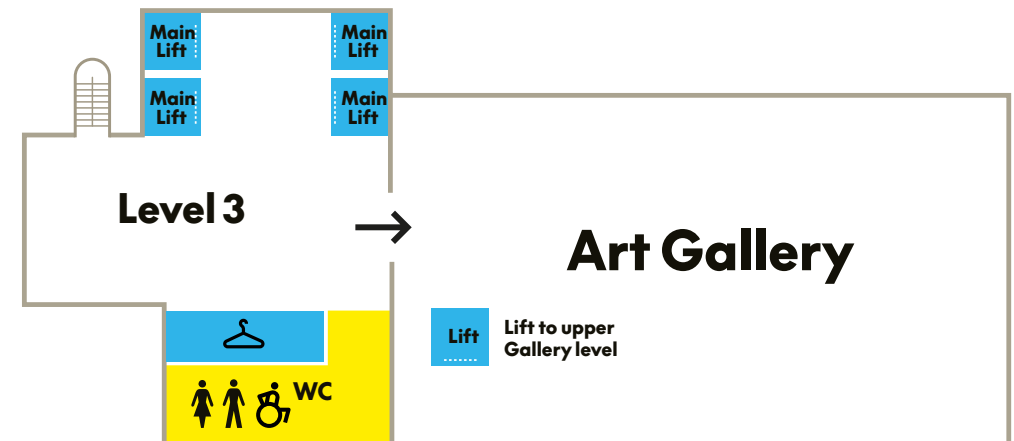 Main
Lift
Main
Lift
Main
Lift
Main
Lift
Level 3
Art Gallery
Lift
Lift to upper
Gallery level
WC